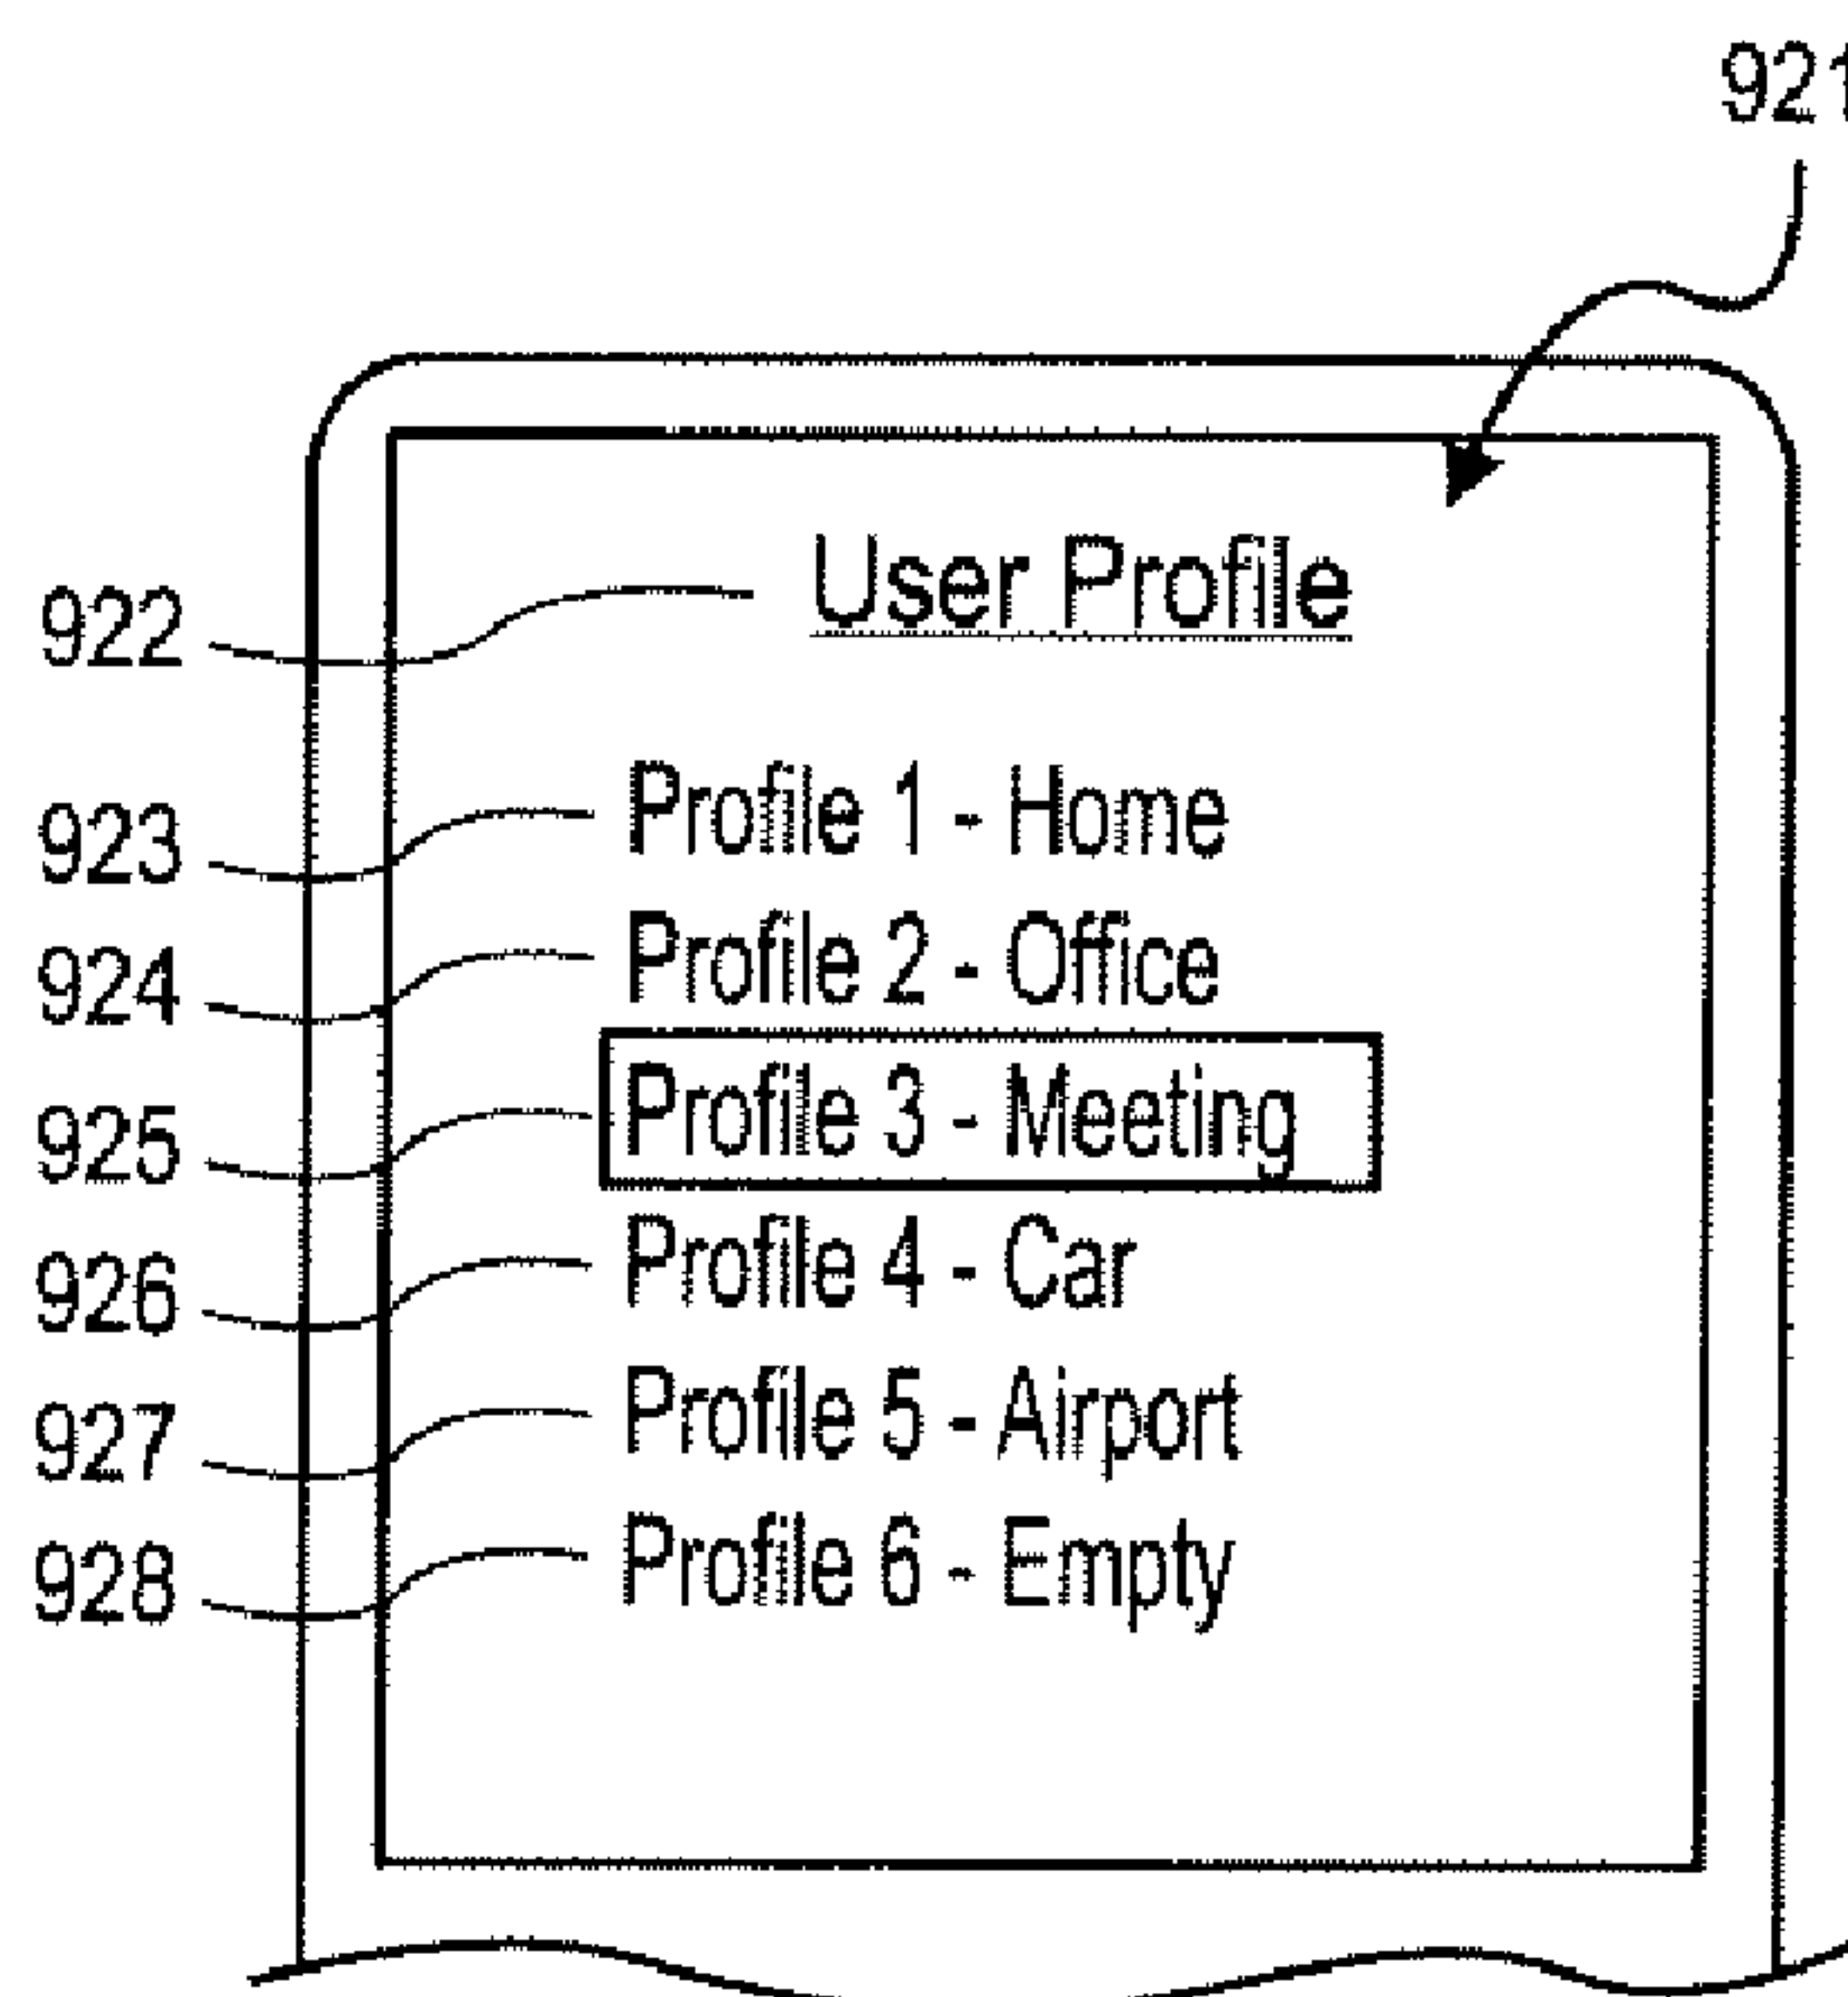 921
922 User Profile
923 Profile 1 - Home
924 Profile 2 - Office
925 Profile 3 - Meeting
926 Profile 4 - Car
927 Profile 5 - Airport
928 Profile 6 - Empty